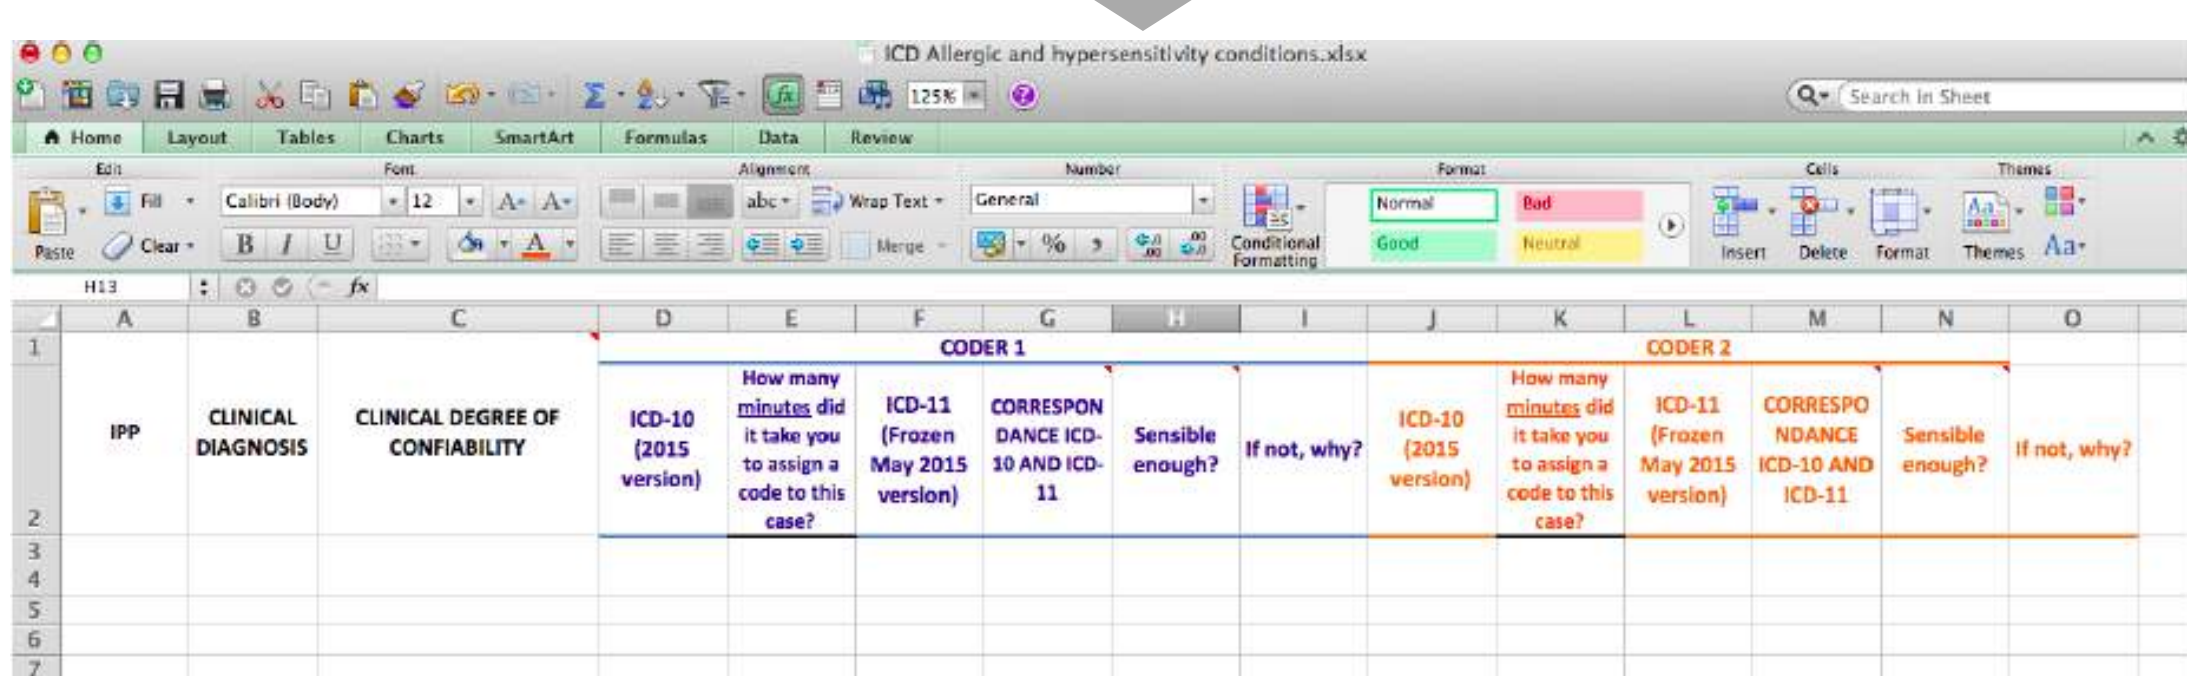 ICD Allergic and hypersensitivity conditions.xlsx
125%
Search in Sheet
Home Layout Tables Charts SmartArt Formulas Data Review
Edit Font Alignment Number Format Cells Themes
Fill Calibri (Body) 12 A A abc Wrap Text General Normal Bad
Paste Clear B I U A Merge % Conditional Formatting Good Neutral Insert Delete Format Themes Aa
H13 fx
A B C D E F G H I J K L M N O
1 CODER 1 CODER 2
2
IPP
CLINICAL
DIAGNOSIS
CLINICAL DEGREE OF
CONFIABILITY
ICD-10
(2015
version)
How many
minutes did
it take you
to assign a
code to this
case?
ICD-11
(Frozen
May 2015
version)
CORRESPON
DANCE ICD-
10 AND ICD-
11
Sensible
enough?
If not, why?
ICD-10
(2015
version)
How many
minutes did
it take you
to assign a
code to this
case?
ICD-11
(Frozen
May 2015
version)
CORRESPO
NDANCE
ICD-10 AND
ICD-11
Sensible
enough?
If not, why?
3
4
5
6
7